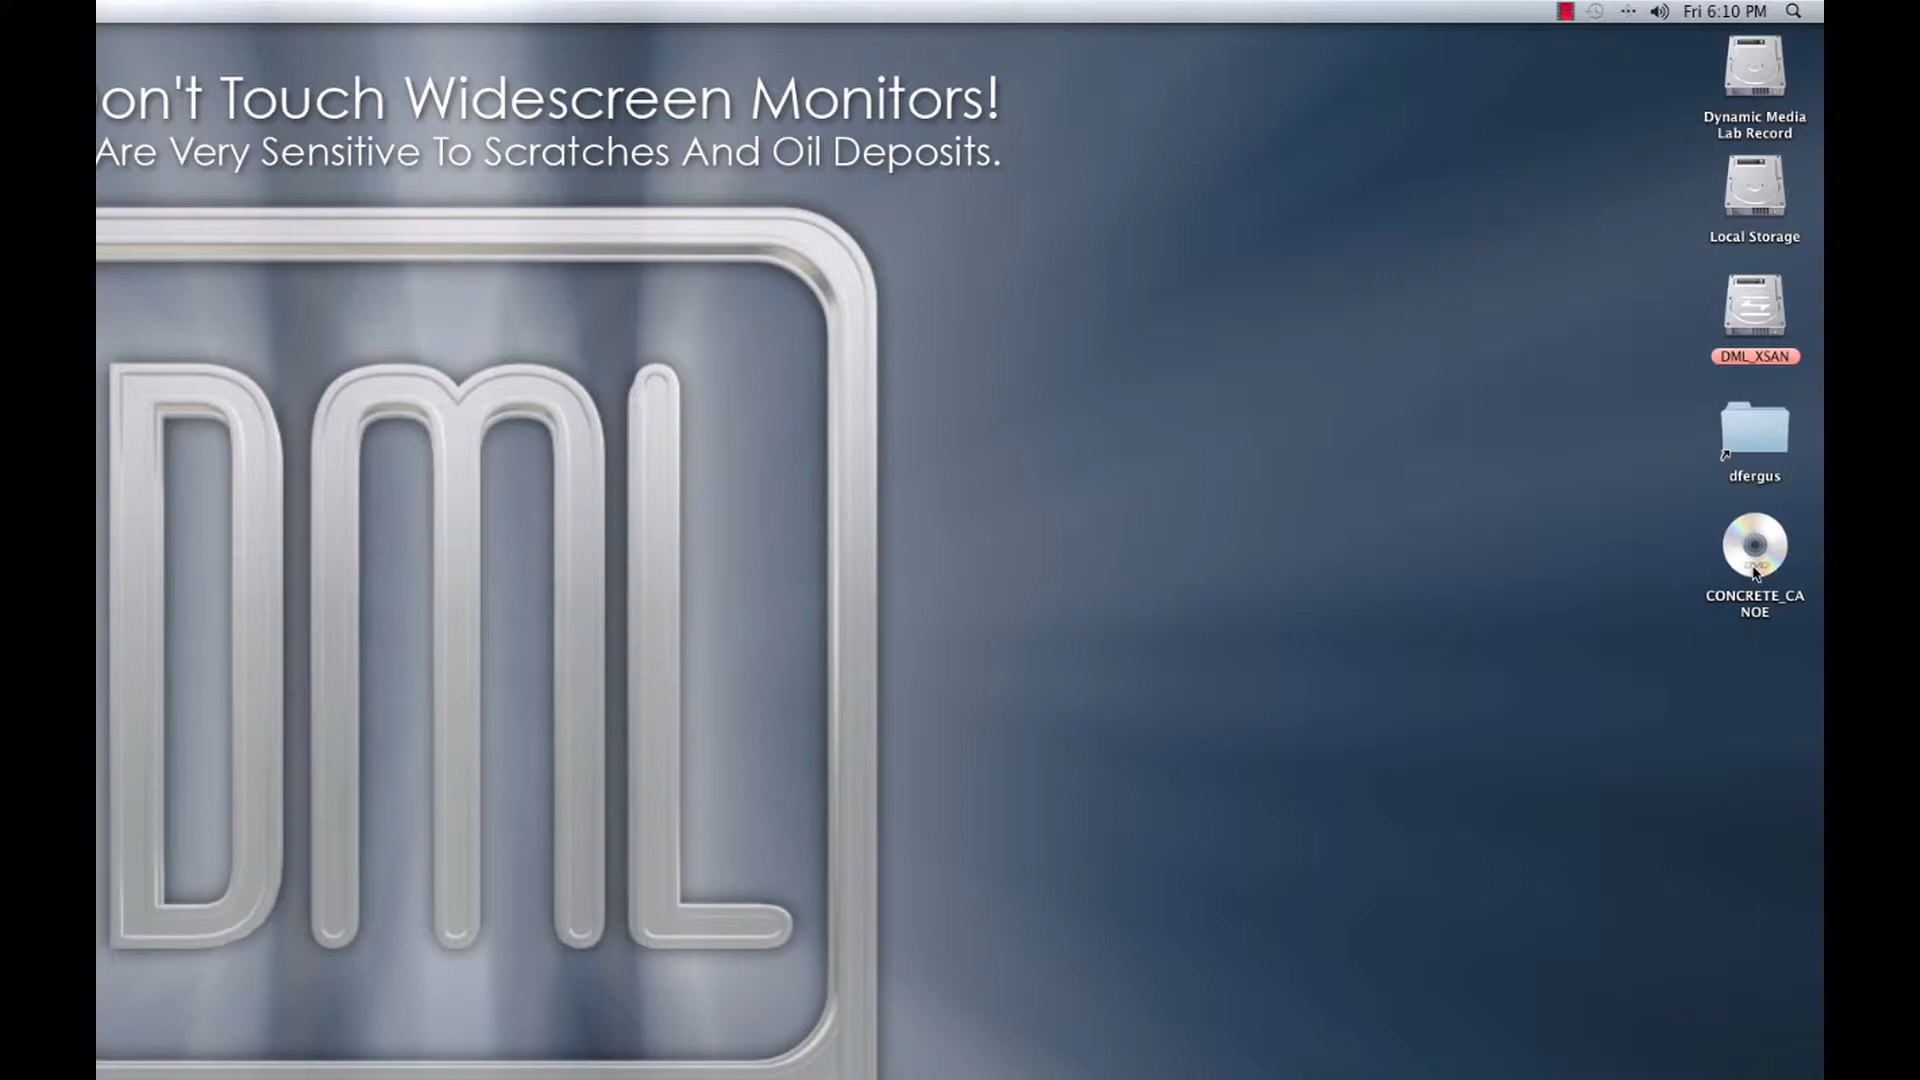 Fri 6:10 PM
on't Touch Widescreen Monitors!
Are Very Sensitive To Scratches And Oil Deposits.
DML
Dynamic Media
Lab Record
Local Storage
DML_XSAN
dfergus
DVD
CONCRETE_CA
NOE